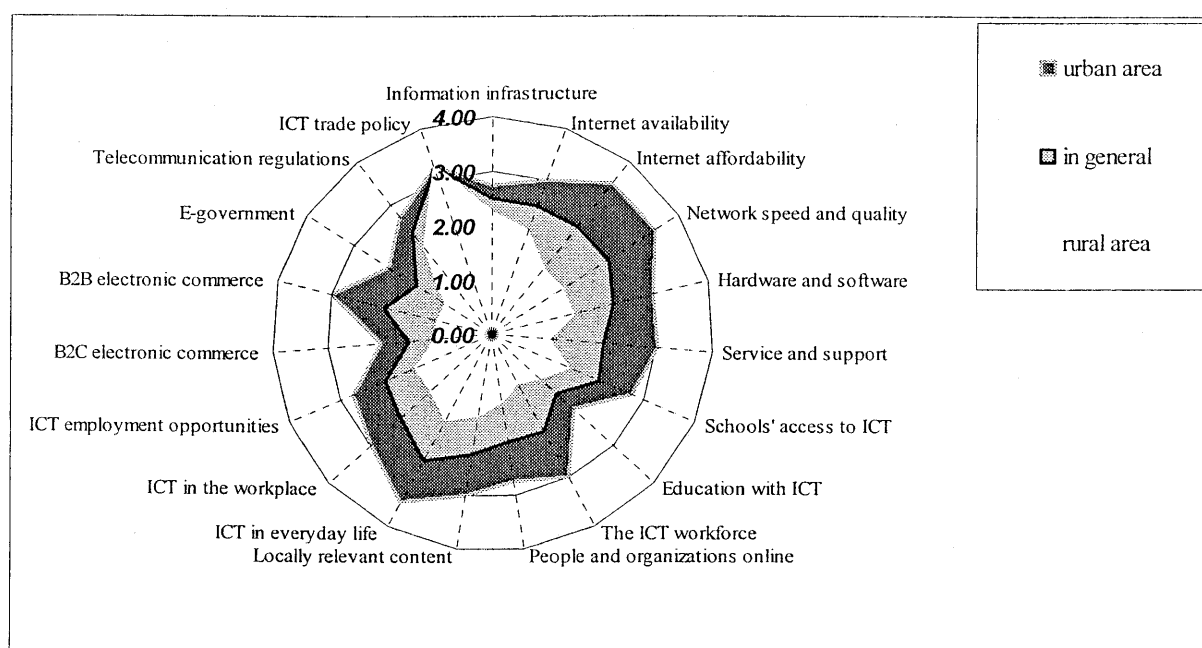 urban area
in general
rural area
Information infrastructure
Internet availability
Internet affordability
Network speed and quality
Hardware and software
Service and support
Schools' access to ICT
Education with ICT
The ICT workforce
People and organizations online
Locally relevant content
ICT in everyday life
ICT in the workplace
ICT employment opportunities
B2C electronic commerce
B2B electronic commerce
E-government
Telecommunication regulations
ICT trade policy
4.00
3.00
2.00
1.00
0.00